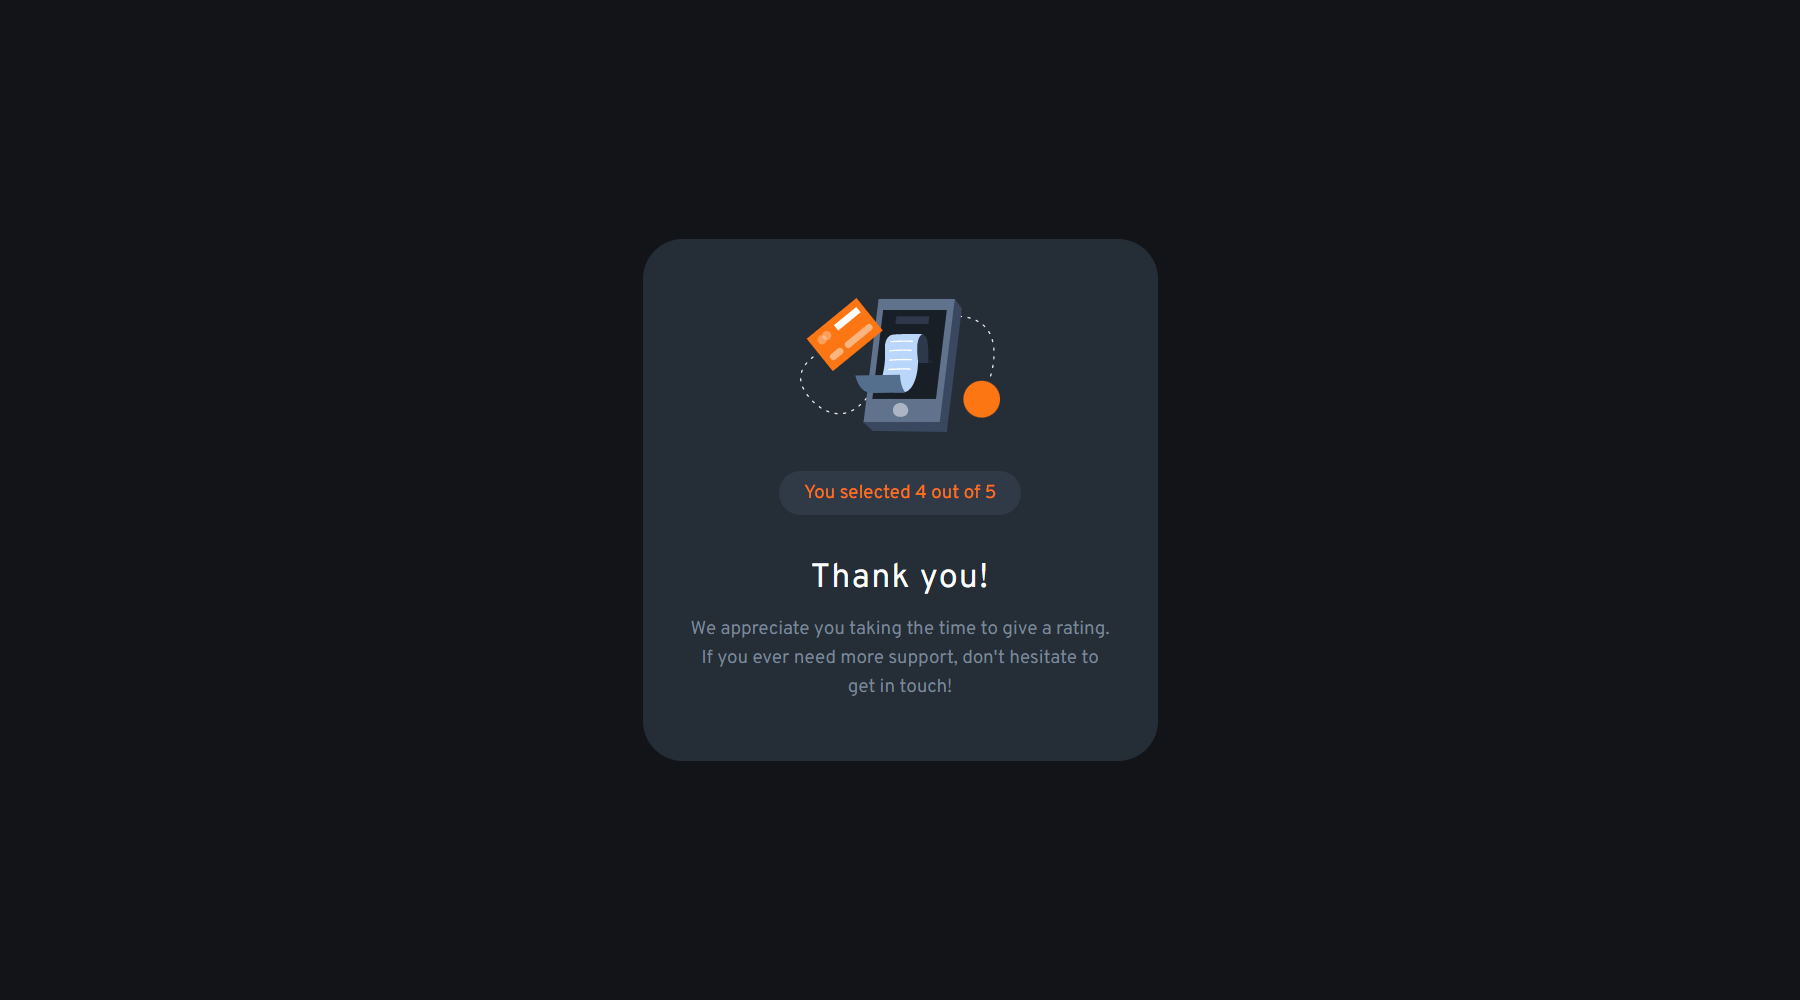 You selected 4 out of 5
Thank you!
We appreciate you taking the time to give a rating.
If you ever need more support, don't hesitate to
get in touch!